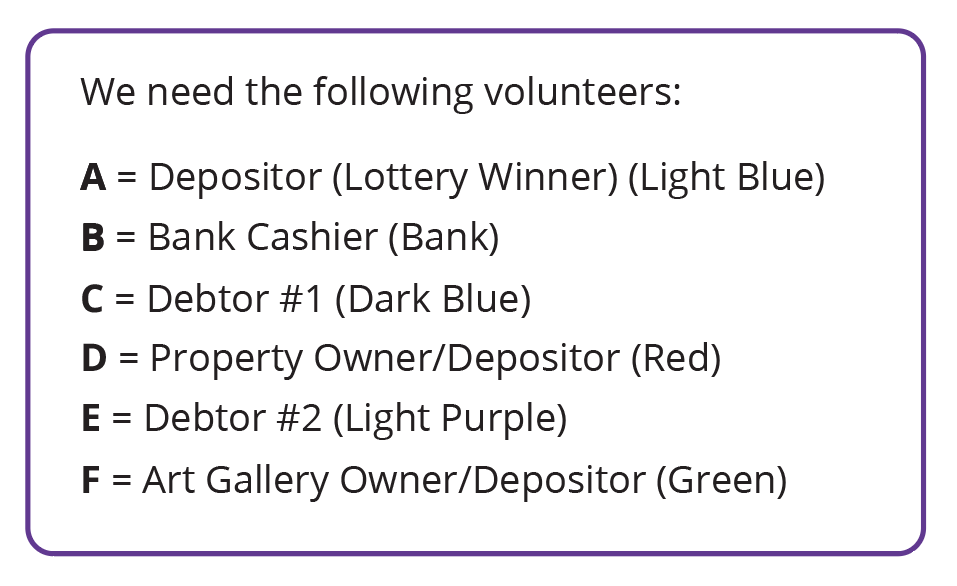 We need the following volunteers:
A = Depositor (Lottery Winner) (Light Blue)
B = Bank Cashier (Bank)
C = Debtor #1 (Dark Blue)
D = Property Owner/Depositor (Red)
E = Debtor #2 (Light Purple)
F = Art Gallery Owner/Depositor (Green)